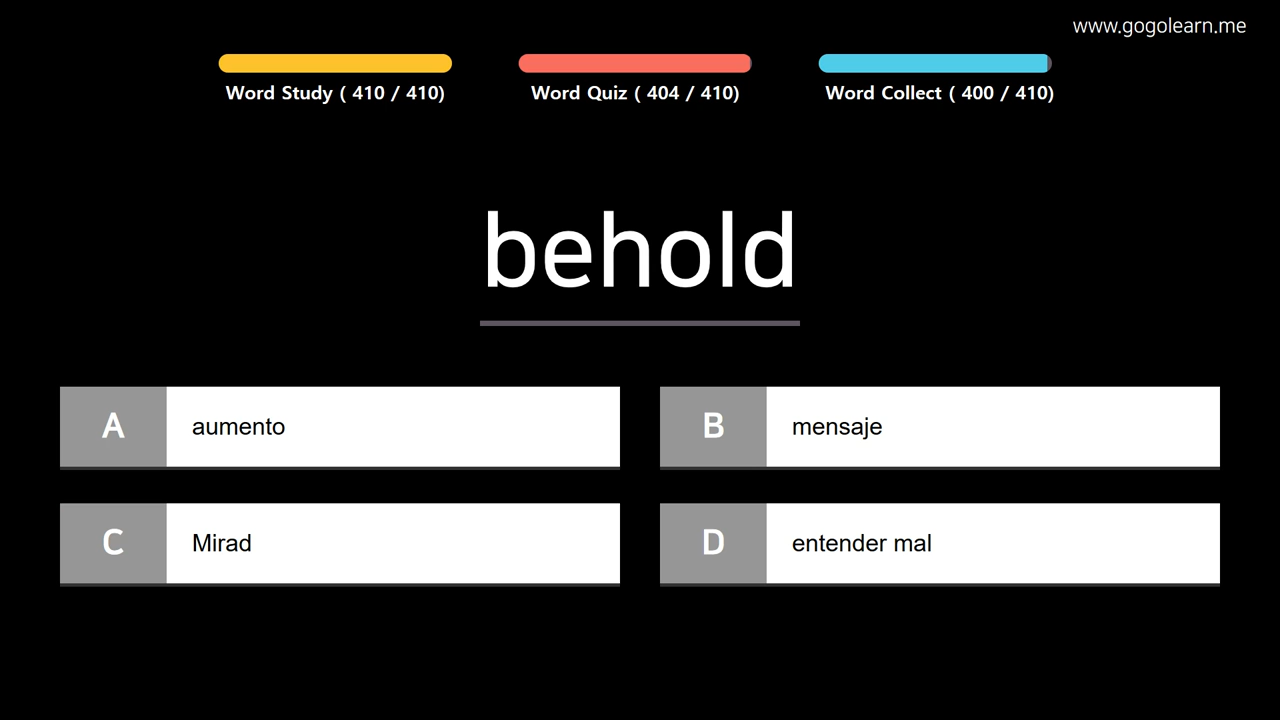 www.gogolearn.me
Word Study ( 410 / 410)
Word Quiz ( 404 / 410)
Word Collect ( 400 / 410)
behold
A aumento
B mensaje
C Mirad
D entender mal